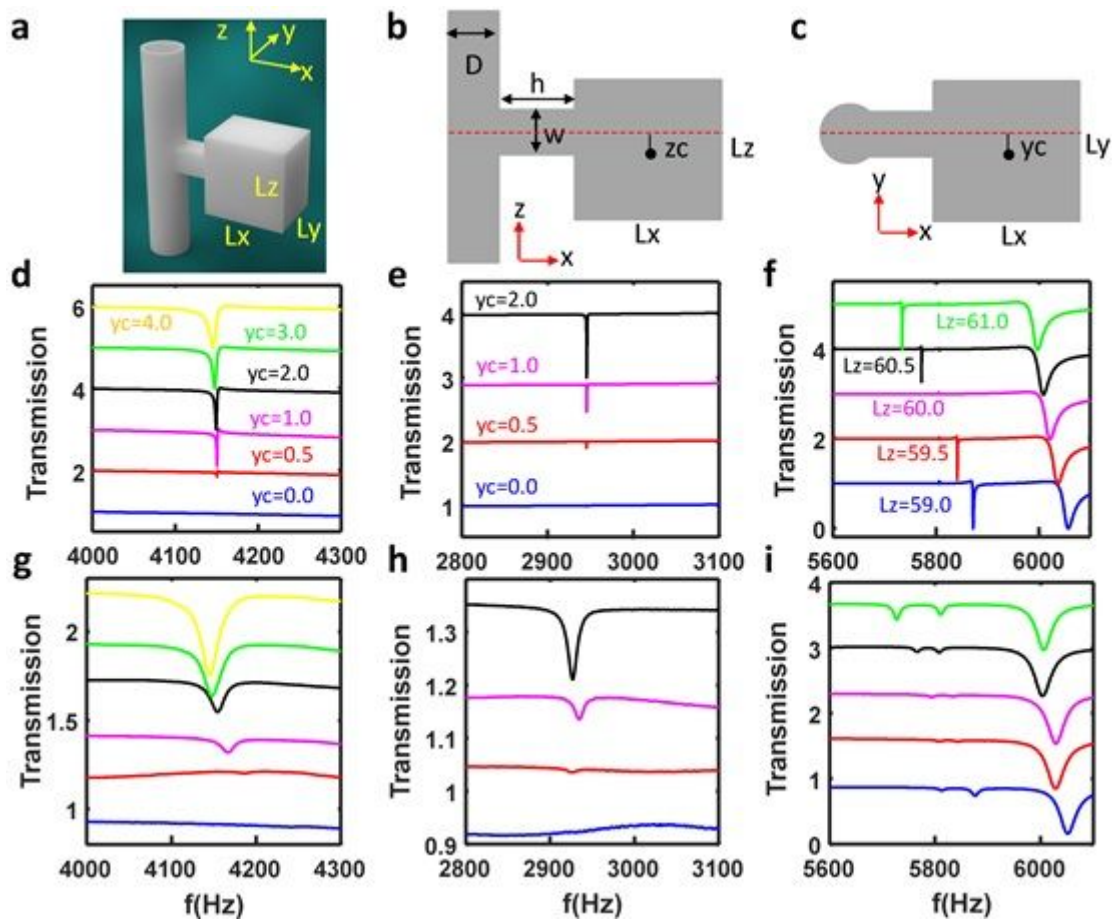 a
z
y
x
Lz
Lx
Ly
b
D
h
w
zc
Lz
Lx
z
x
c
yc
Ly
Lx
y
x
d
Transmission
6
4
2
yc=4.0
yc=3.0
yc=2.0
yc=1.0
yc=0.5
yc=0.0
4000 4100 4200 4300
e
Transmission
4
3
2
1
yc=2.0
yc=1.0
yc=0.5
yc=0.0
2800 2900 3000 3100
f
Transmission
4
2
0
Lz=61.0
Lz=60.5
Lz=60.0
Lz=59.5
Lz=59.0
5600 5800 6000
g
Transmission
2
1.5
1
4000 4100 4200 4300
f(Hz)
h
Transmission
1.3
1.2
1.1
1
0.9
2800 2900 3000 3100
f(Hz)
i
Transmission
4
3
2
1
0
5600 5800 6000
f(Hz)